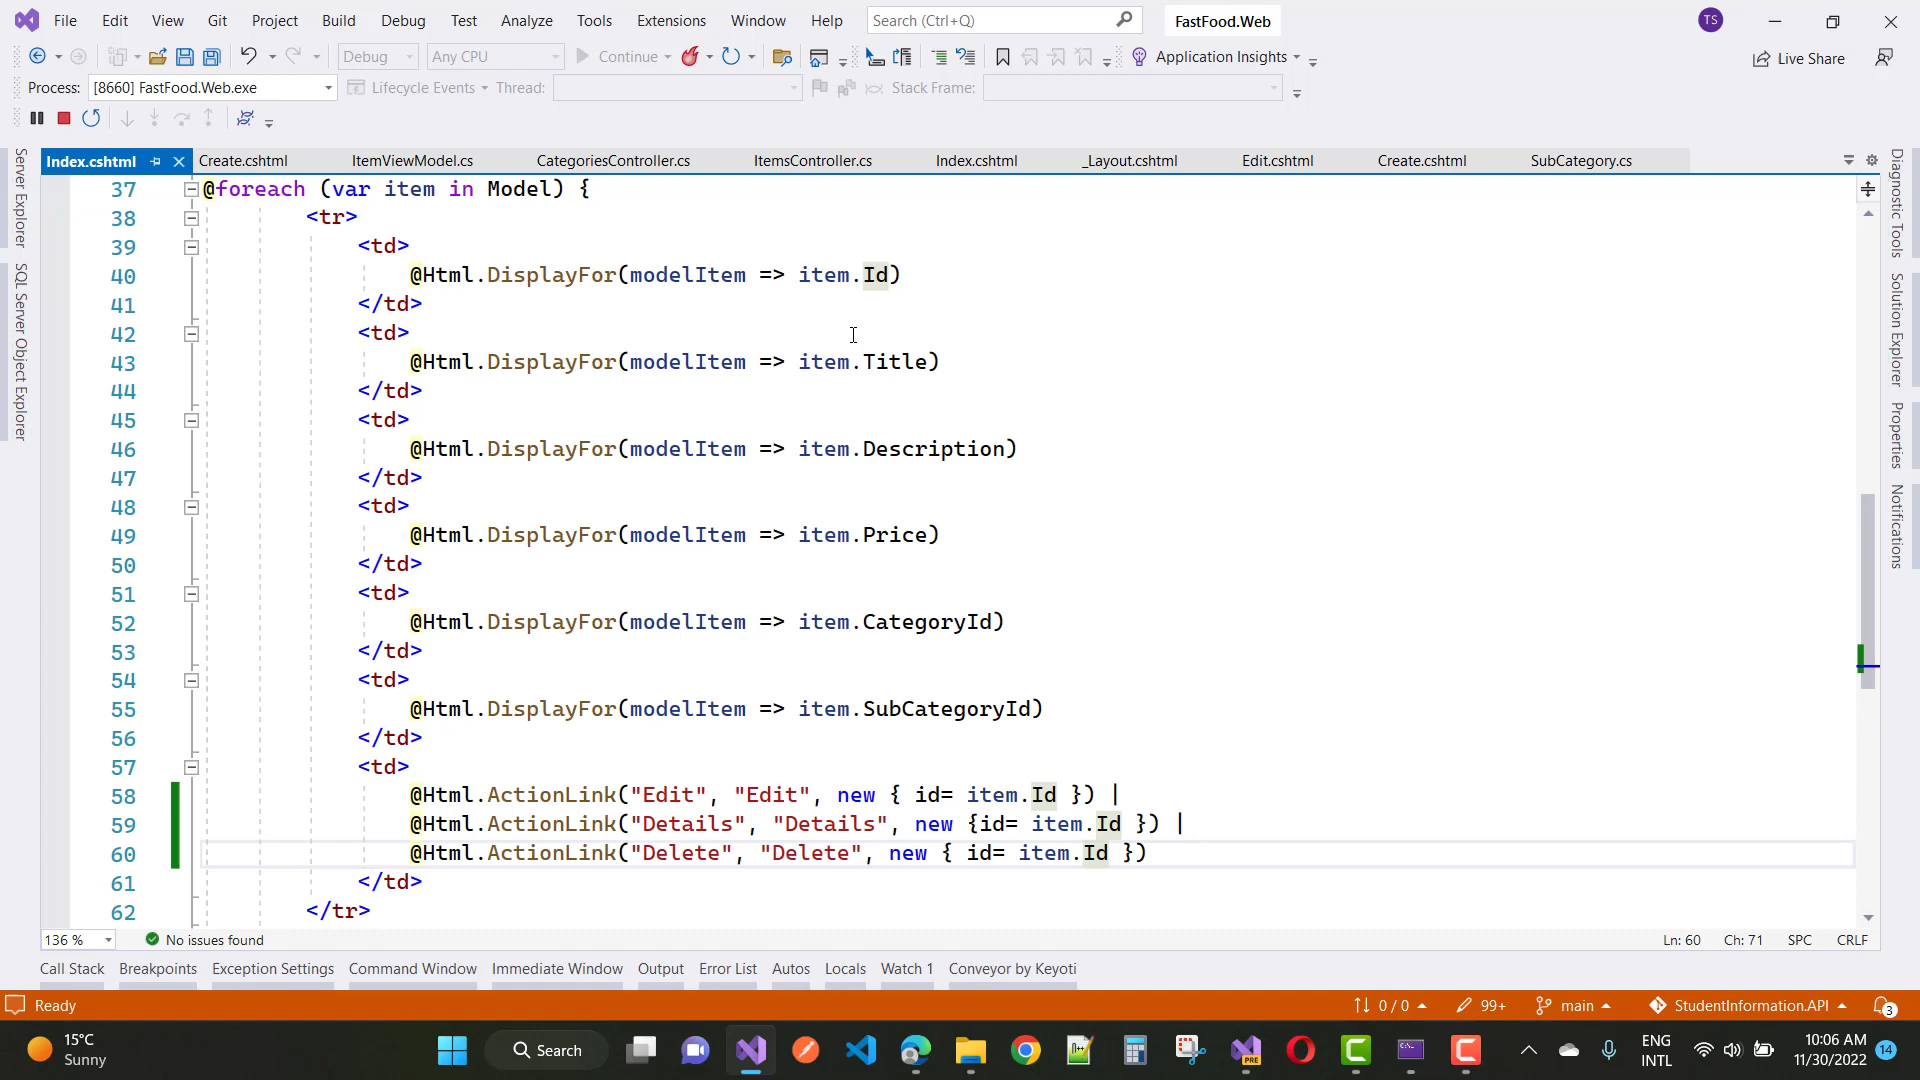 File Edit View Git Project Build Debug Test Analyze Tools Extensions Window Help Search (Ctrl+Q) FastFood.Web TS
Debug Any CPU Continue Application Insights Live Share
Process: [8660] FastFood.Web.exe Lifecycle Events Thread: Stack Frame:
Index.cshtml Create.cshtml ItemViewModel.cs CategoriesController.cs ItemsController.cs Index.cshtml _Layout.cshtml Edit.cshtml Create.cshtml SubCategory.cs
Server Explorer
SQL Server Object Explorer
37 @foreach (var item in Model) {
38 <tr>
39 <td>
40 @Html.DisplayFor(modelItem => item.Id)
41 </td>
42 <td>
43 @Html.DisplayFor(modelItem => item.Title)
44 </td>
45 <td>
46 @Html.DisplayFor(modelItem => item.Description)
47 </td>
48 <td>
49 @Html.DisplayFor(modelItem => item.Price)
50 </td>
51 <td>
52 @Html.DisplayFor(modelItem => item.CategoryId)
53 </td>
54 <td>
55 @Html.DisplayFor(modelItem => item.SubCategoryId)
56 </td>
57 <td>
58 @Html.ActionLink("Edit", "Edit", new { id= item.Id }) |
59 @Html.ActionLink("Details", "Details", new {id= item.Id }) |
60 @Html.ActionLink("Delete", "Delete", new { id= item.Id })
61 </td>
62 </tr>
Diagnostic Tools
Solution Explorer
Properties
Notifications
136 % No issues found Ln: 60 Ch: 71 SPC CRLF
Call Stack Breakpoints Exception Settings Command Window Immediate Window Output Error List Autos Locals Watch 1 Conveyor by Keyoti
Ready 0 / 0 99+ main StudentInformation.API 3
15°C
Sunny
Search
PRE
ENG
INTL
10:06 AM
11/30/2022
14